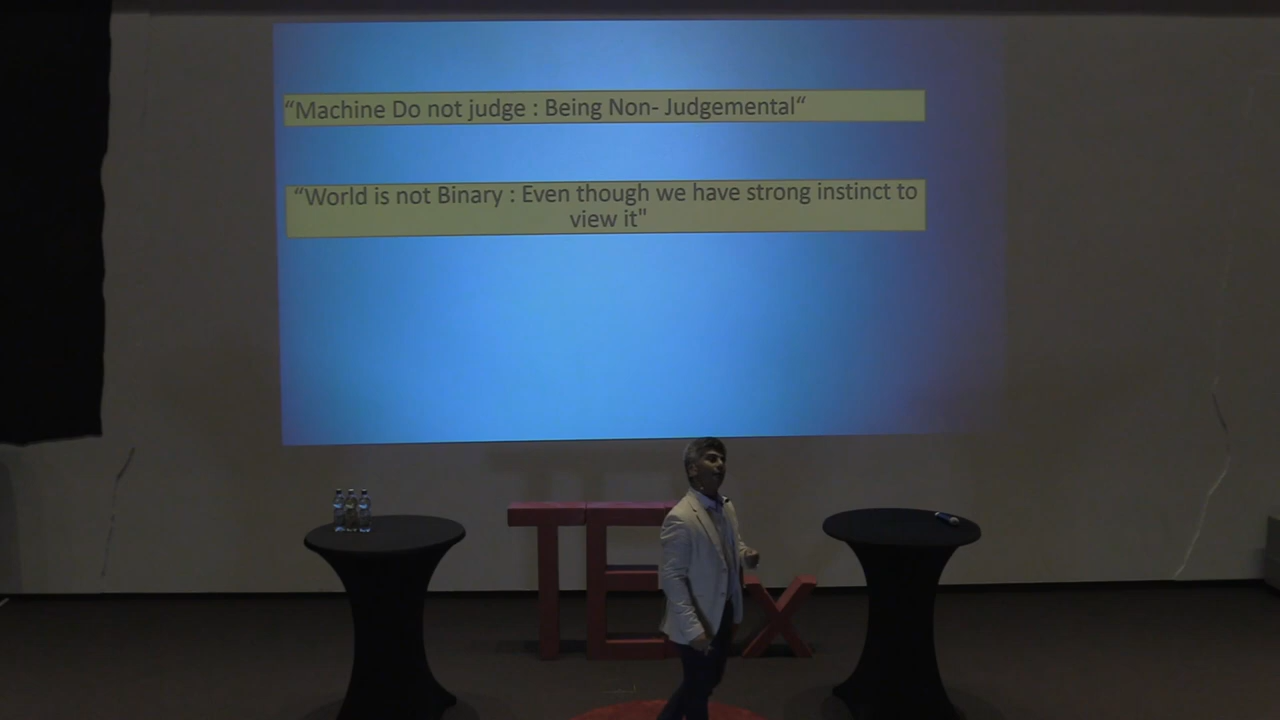 “Machine Do not judge : Being Non- Judgemental“
“World is not Binary : Even though we have strong instinct to
view it"
TEx